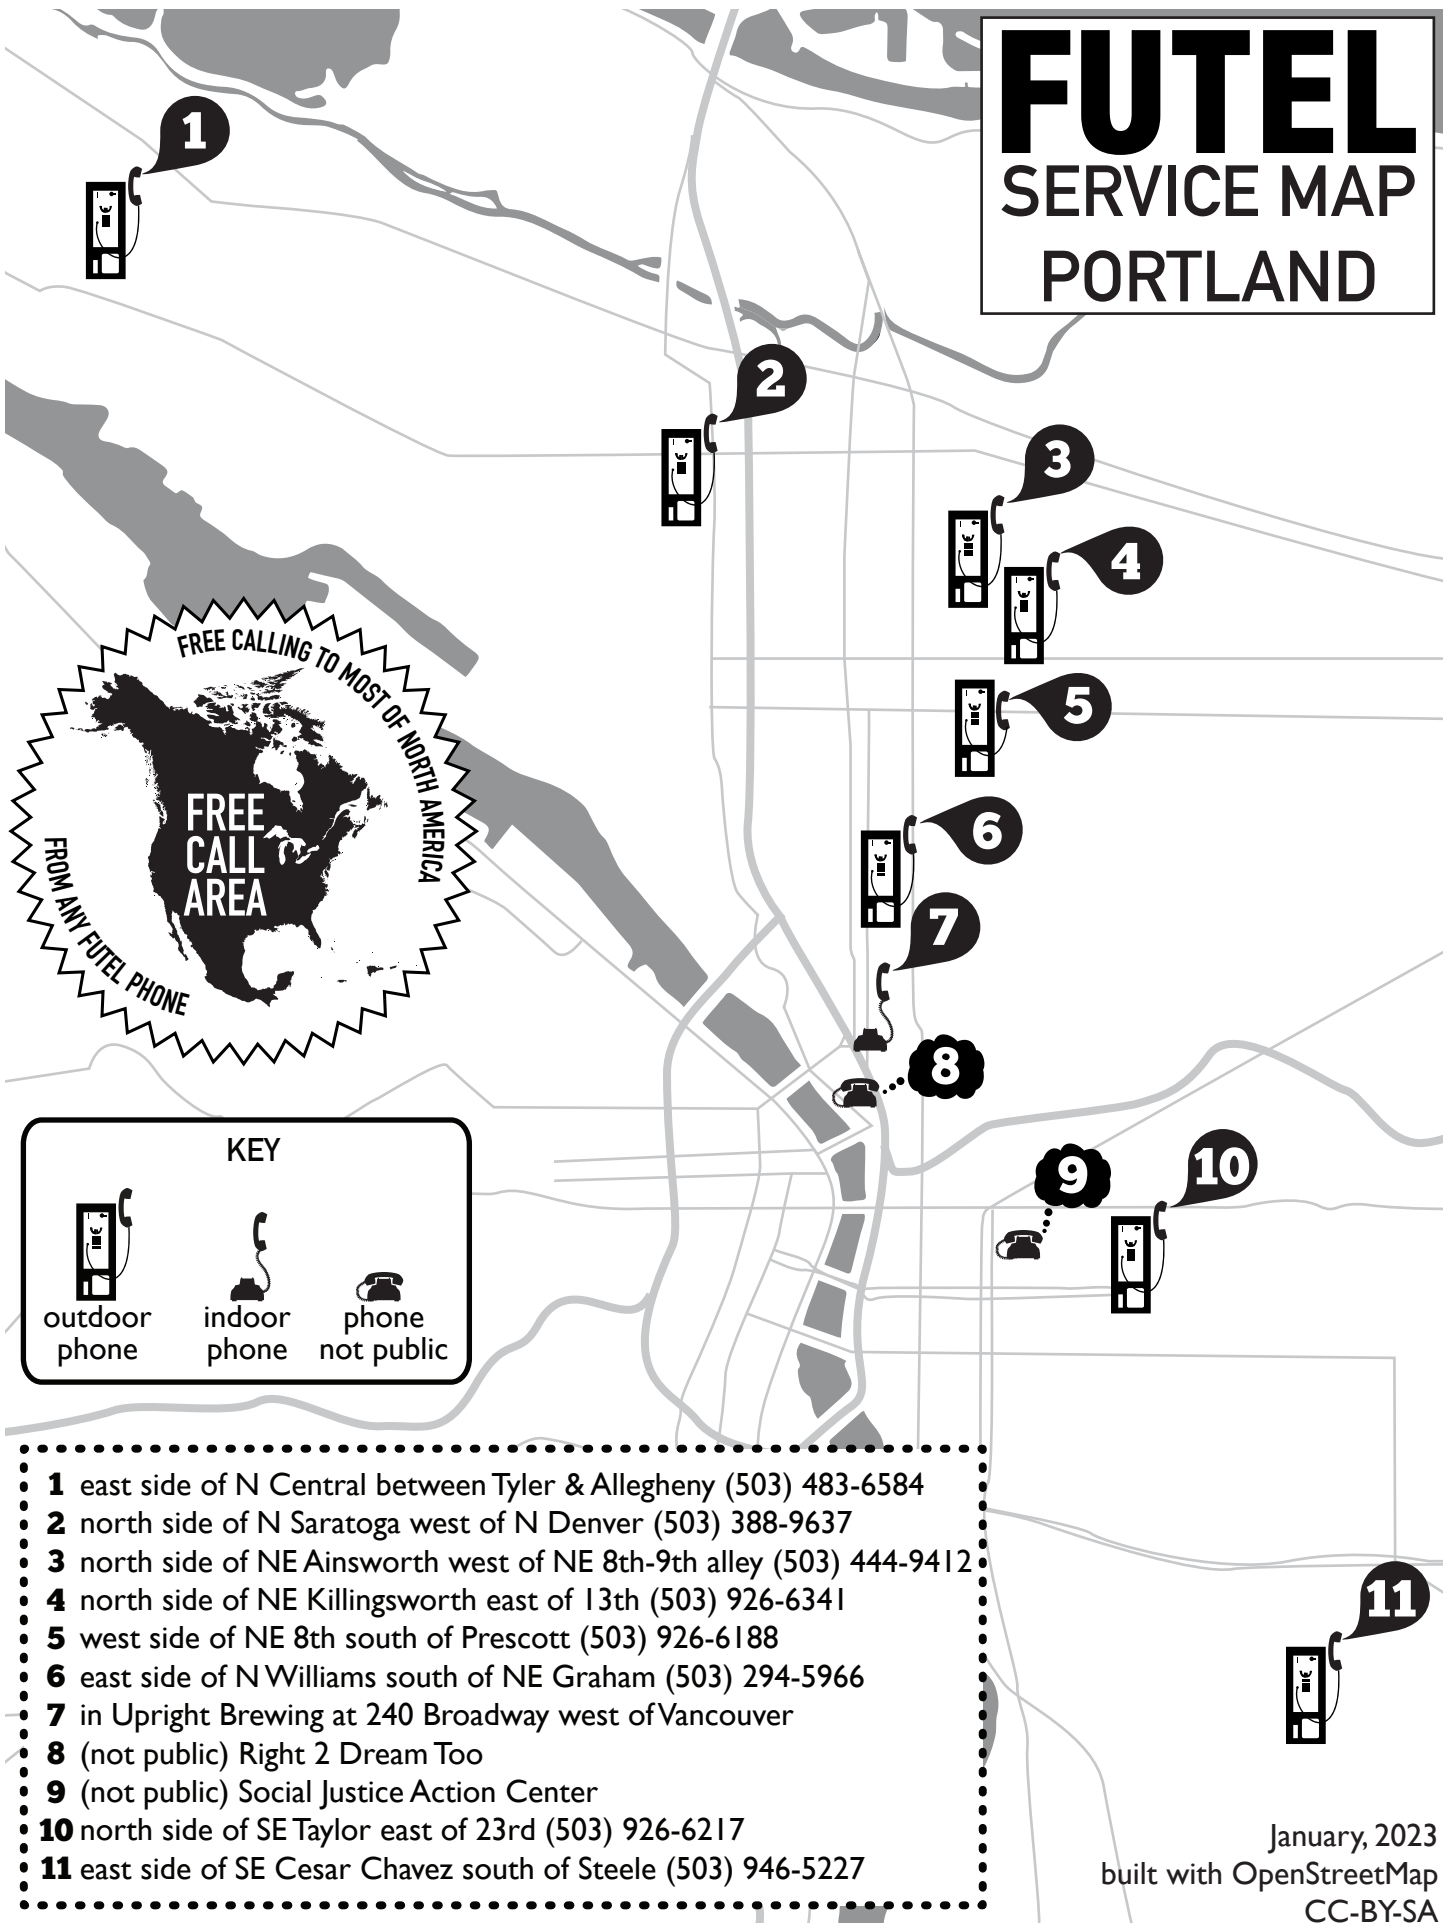 FUTEL
SERVICE MAP
PORTLAND
1
2
3
4
5
6
7
8
9
10
11
FREE CALLING TO MOST OF NORTH AMERICA
FREE
CALL
AREA
FROM ANY FUTEL PHONE
KEY
outdoor
phone
indoor
phone
phone
not public
1 east side of N Central between Tyler & Allegheny (503) 483-6584
2 north side of N Saratoga west of N Denver (503) 388-9637
3 north side of NE Ainsworth west of NE 8th-9th alley (503) 444-9412
4 north side of NE Killingsworth east of 13th (503) 926-6341
5 west side of NE 8th south of Prescott (503) 926-6188
6 east side of N Williams south of NE Graham (503) 294-5966
7 in Upright Brewing at 240 Broadway west of Vancouver
8 (not public) Right 2 Dream Too
9 (not public) Social Justice Action Center
10 north side of SE Taylor east of 23rd (503) 926-6217
11 east side of SE Cesar Chavez south of Steele (503) 946-5227
January, 2023
built with OpenStreetMap
CC-BY-SA